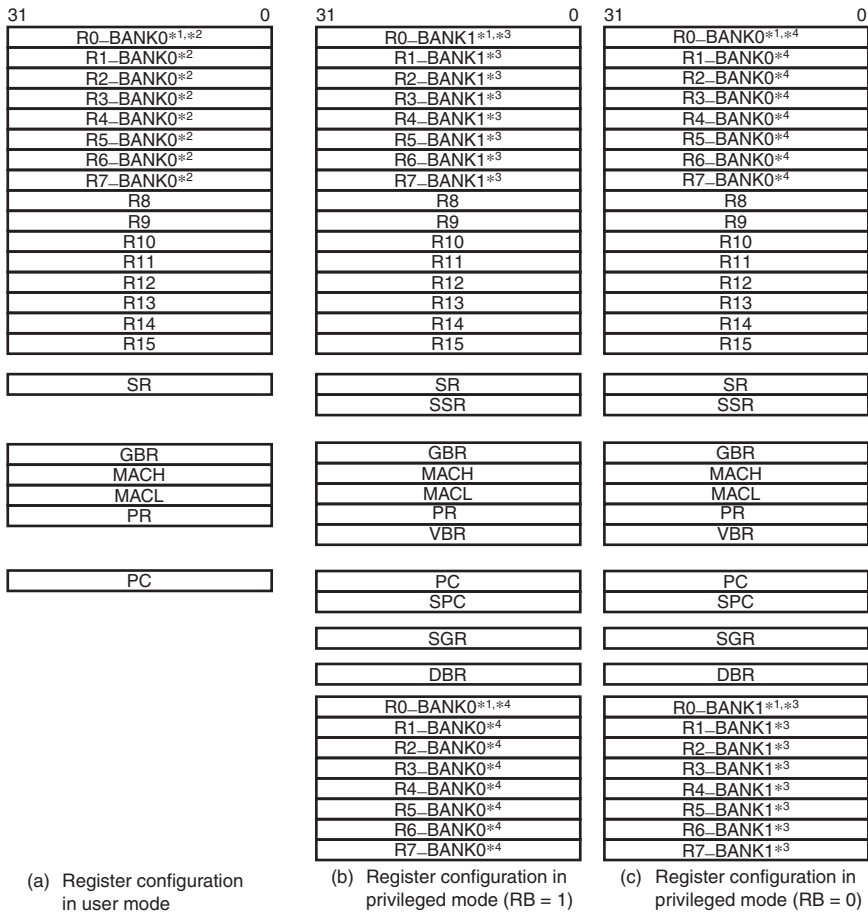 31 0
R0_BANK0*1,*2
R1_BANK0*2
R2_BANK0*2
R3_BANK0*2
R4_BANK0*2
R5_BANK0*2
R6_BANK0*2
R7_BANK0*2
R8
R9
R10
R11
R12
R13
R14
R15
SR
GBR
MACH
MACL
PR
PC
(a) Register configuration
in user mode
31 0
R0_BANK1*1,*3
R1_BANK1*3
R2_BANK1*3
R3_BANK1*3
R4_BANK1*3
R5_BANK1*3
R6_BANK1*3
R7_BANK1*3
R8
R9
R10
R11
R12
R13
R14
R15
SR
SSR
GBR
MACH
MACL
PR
VBR
PC
SPC
SGR
DBR
R0_BANK0*1,*4
R1_BANK0*4
R2_BANK0*4
R3_BANK0*4
R4_BANK0*4
R5_BANK0*4
R6_BANK0*4
R7_BANK0*4
(b) Register configuration in
privileged mode (RB = 1)
31 0
R0_BANK0*1,*4
R1_BANK0*4
R2_BANK0*4
R3_BANK0*4
R4_BANK0*4
R5_BANK0*4
R6_BANK0*4
R7_BANK0*4
R8
R9
R10
R11
R12
R13
R14
R15
SR
SSR
GBR
MACH
MACL
PR
VBR
PC
SPC
SGR
DBR
R0_BANK1*1,*3
R1_BANK1*3
R2_BANK1*3
R3_BANK1*3
R4_BANK1*3
R5_BANK1*3
R6_BANK1*3
R7_BANK1*3
(c) Register configuration in
privileged mode (RB = 0)